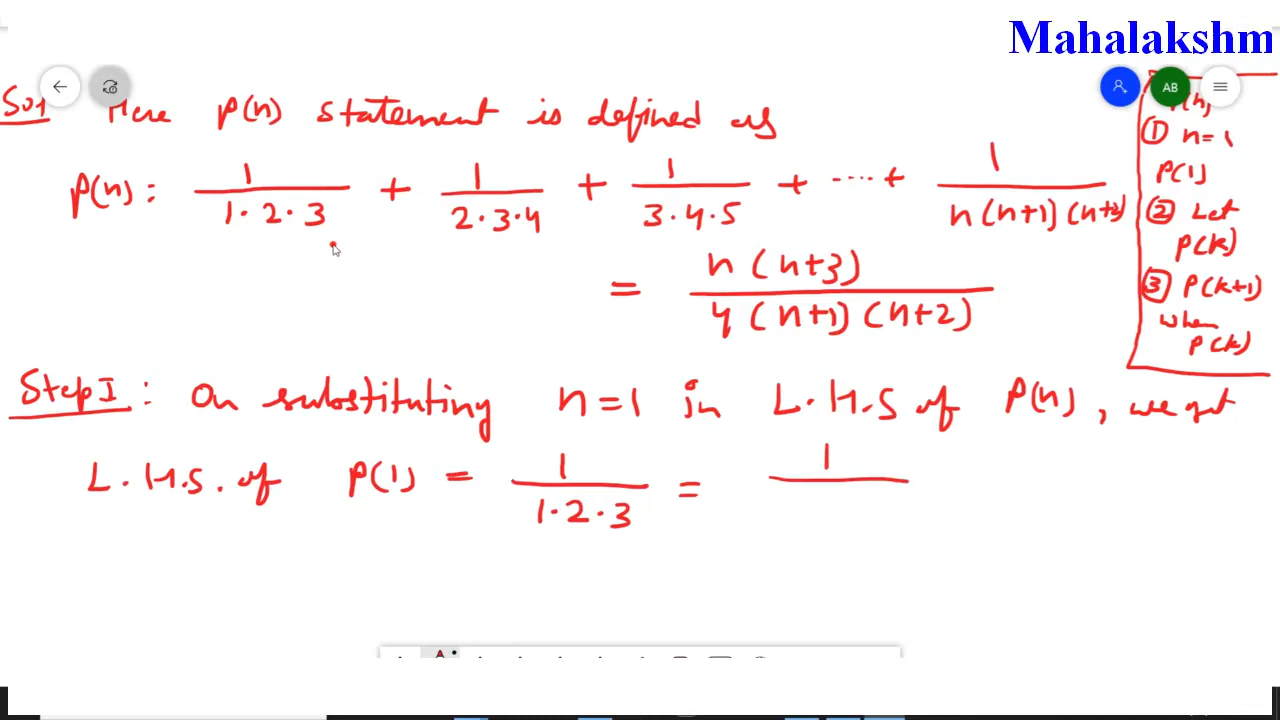 Mahalakshm
Sol Here P(n) statement is defined as
P(n): 1/(1·2·3) + 1/(2·3·4) + 1/(3·4·5) + ···· + 1/(n(n+1)(n+2))
= n(n+3)/(4(n+1)(n+2))
Step I: On substituting n=1 in L.H.S of P(n), we get
L.H.S. of P(1) = 1/(1·2·3) = 1
① n=1
P(1)
② Let
P(k)
③ P(k+1)
when
P(k)
AB